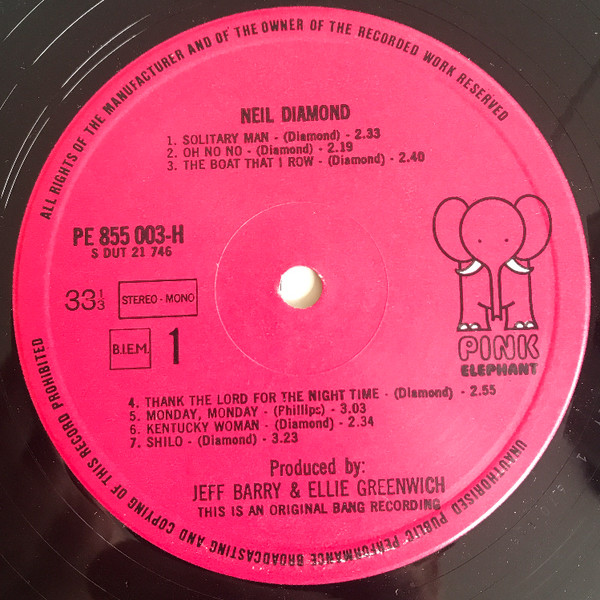 ALL RIGHTS OF THE MANUFACTURER AND OF THE OWNER OF THE RECORDED WORK RESERVED
NEIL DIAMOND
1. SOLITARY MAN - (Diamond) - 2.33
2. OH NO NO - (Diamond) - 2.19
3. THE BOAT THAT I ROW - (Diamond) - 2.40
PE 855 003-H
S DUT 21 746
33 1/3
STEREO - MONO
B.I.E.M.
1
PINK
ELEPHANT
4. THANK THE LORD FOR THE NIGHT TIME - (Diamond) - 2.55
5. MONDAY, MONDAY - (Fhillips) - 3.03
6. KENTUCKY WOMAN - (Diamond) - 2.34
7. SHILO - (Diamond) - 3.23
Produced by:
JEFF BARRY & ELLIE GREENWICH
THIS IS AN ORIGINAL BANG RECORDING
UNAUTHORISED PUBLIC PERFORMANCE BROADCASTING AND COPYING OF THIS RECORD PROHIBITED